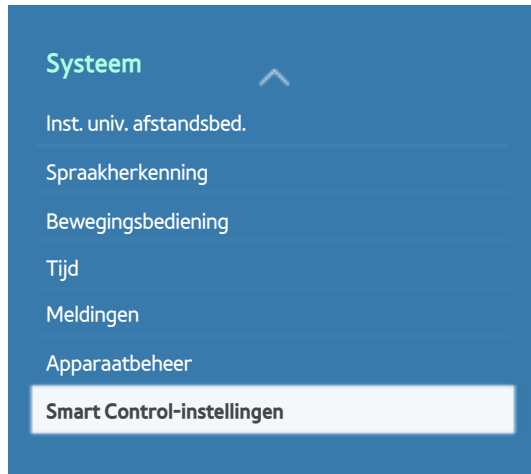 Systeem
Inst. univ. afstandsbed.
Spraakherkenning
Bewegingsbediening
Tijd
Meldingen
Apparaatbeheer
Smart Control-instellingen